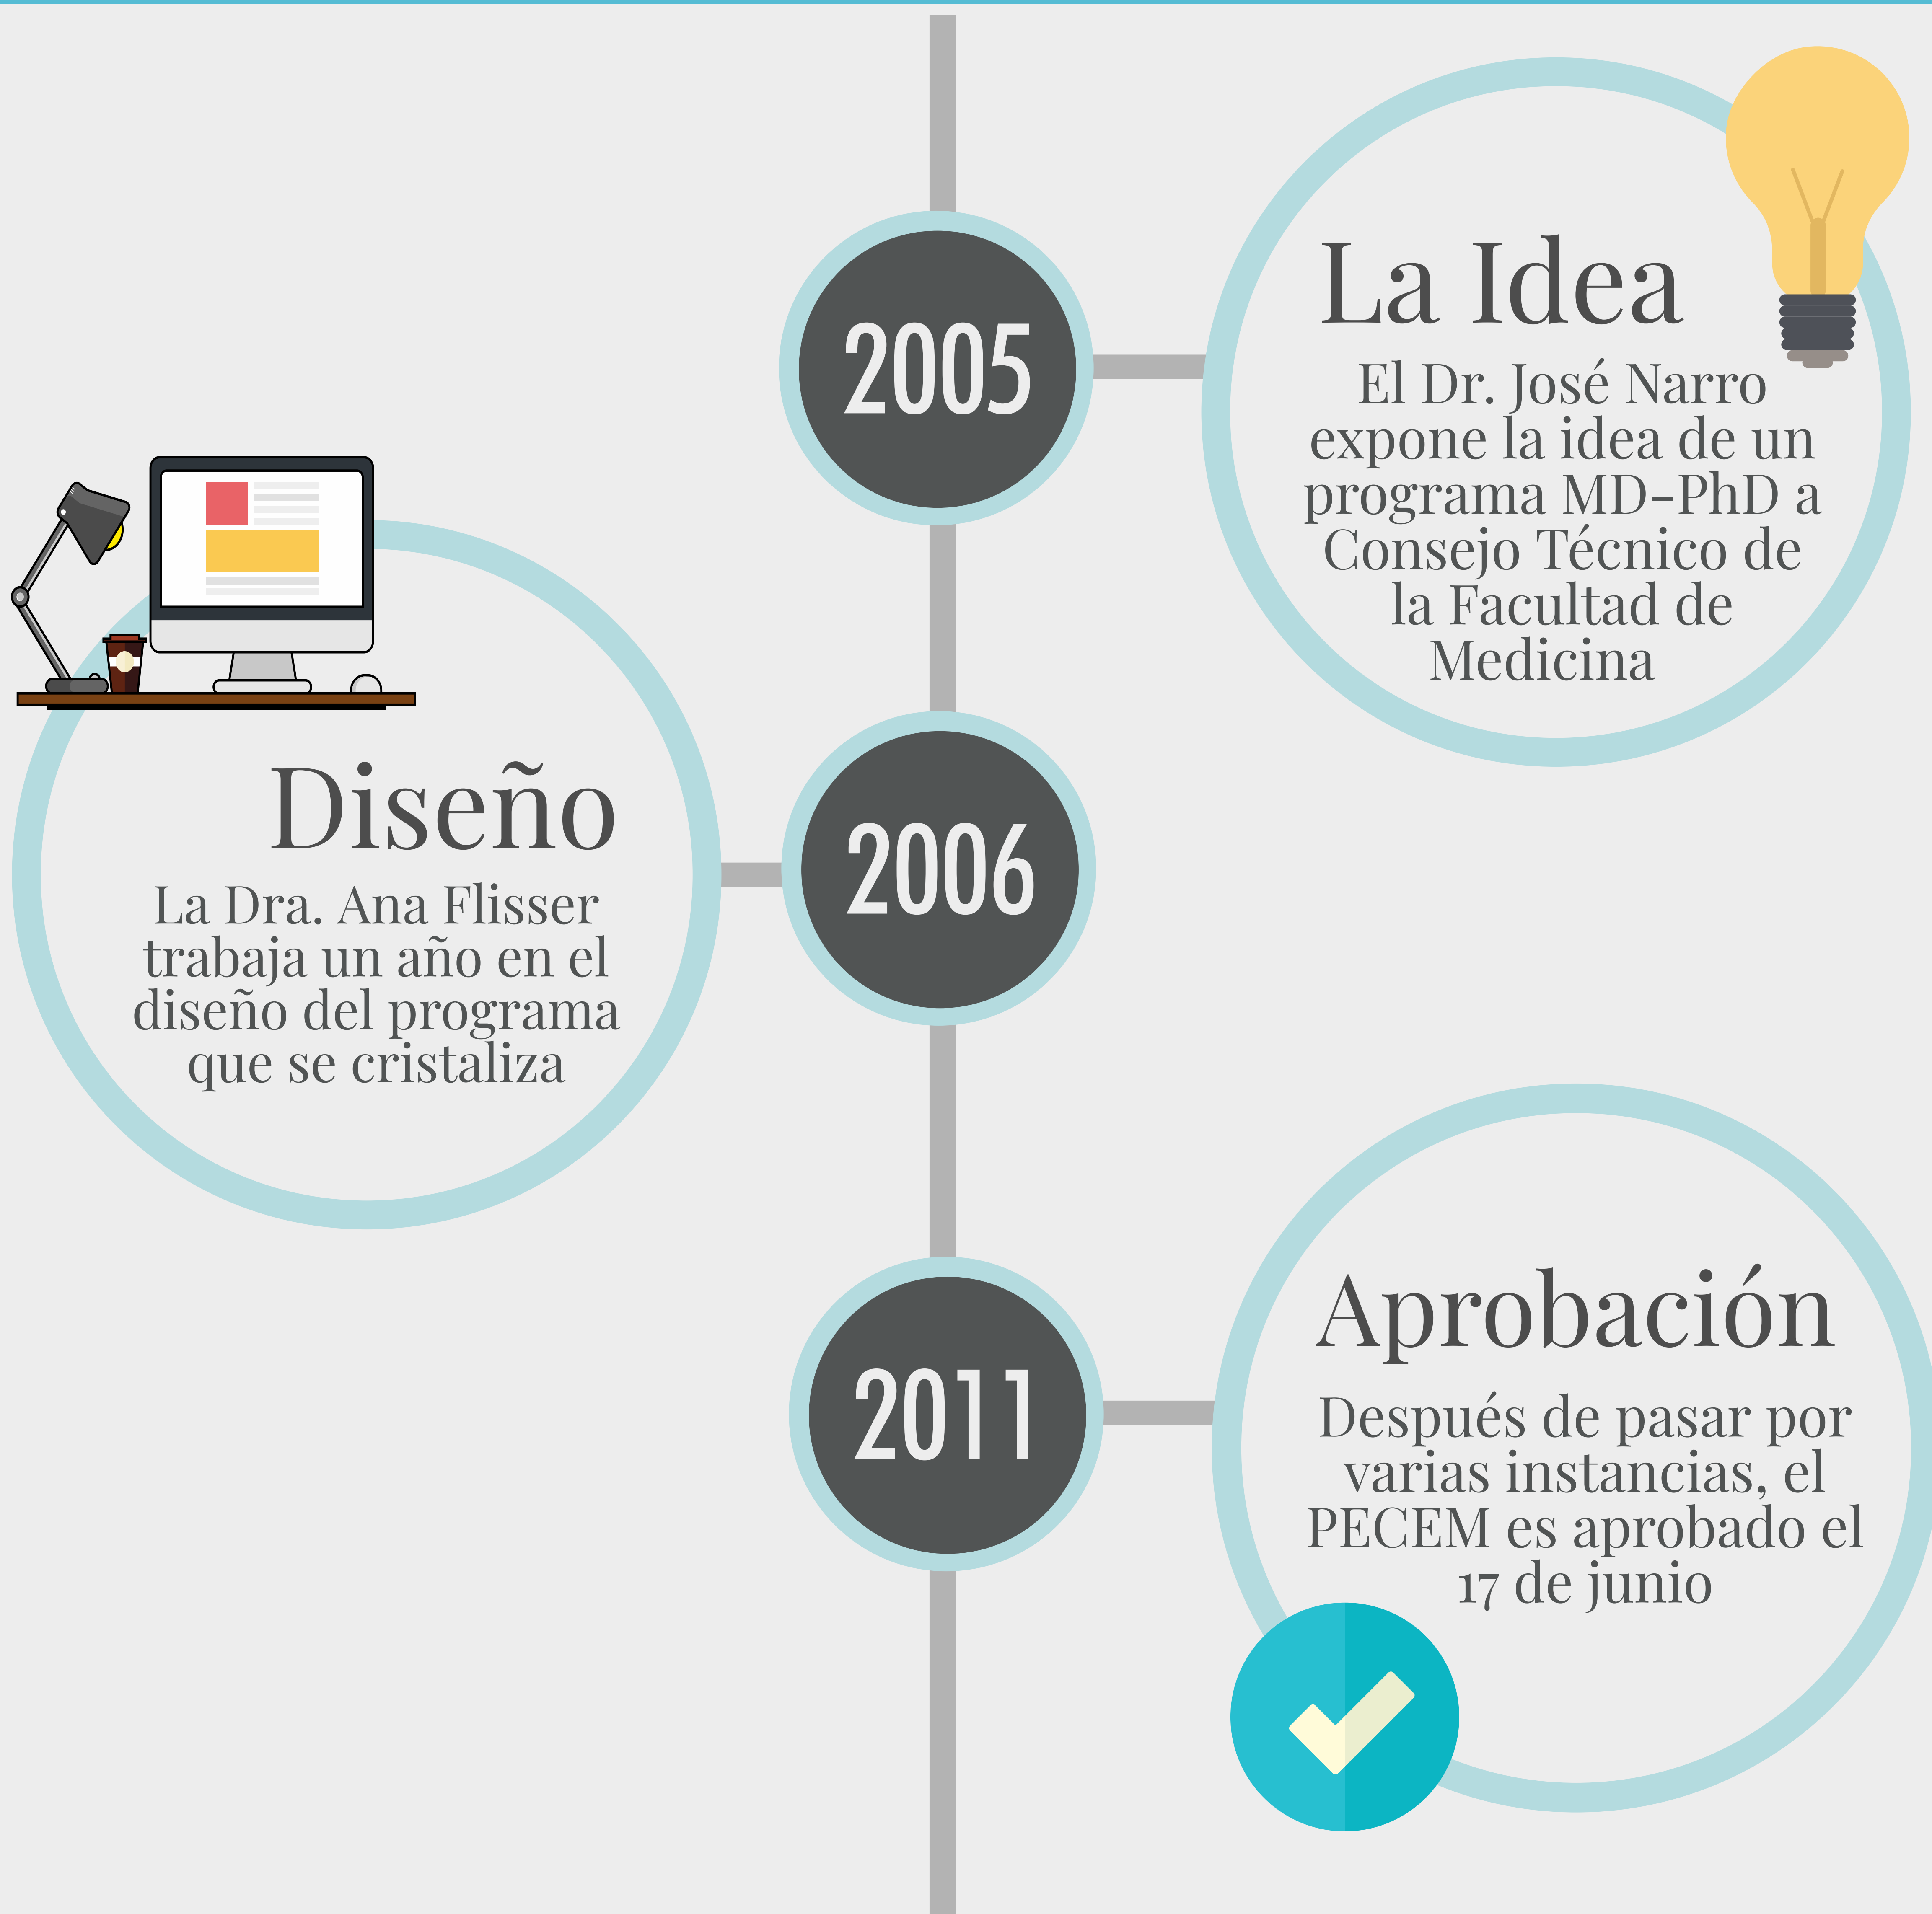 2005
La Idea
El Dr. José Narro
expone la idea de un
programa MD-PhD a
Consejo Técnico de
la Facultad de
Medicina
2006
Diseño
La Dra. Ana Flisser
trabaja un año en el
diseño del programa
que se cristaliza
2011
Aprobación
Después de pasar por
varias instancias, el
PECEM es aprobado el
17 de junio